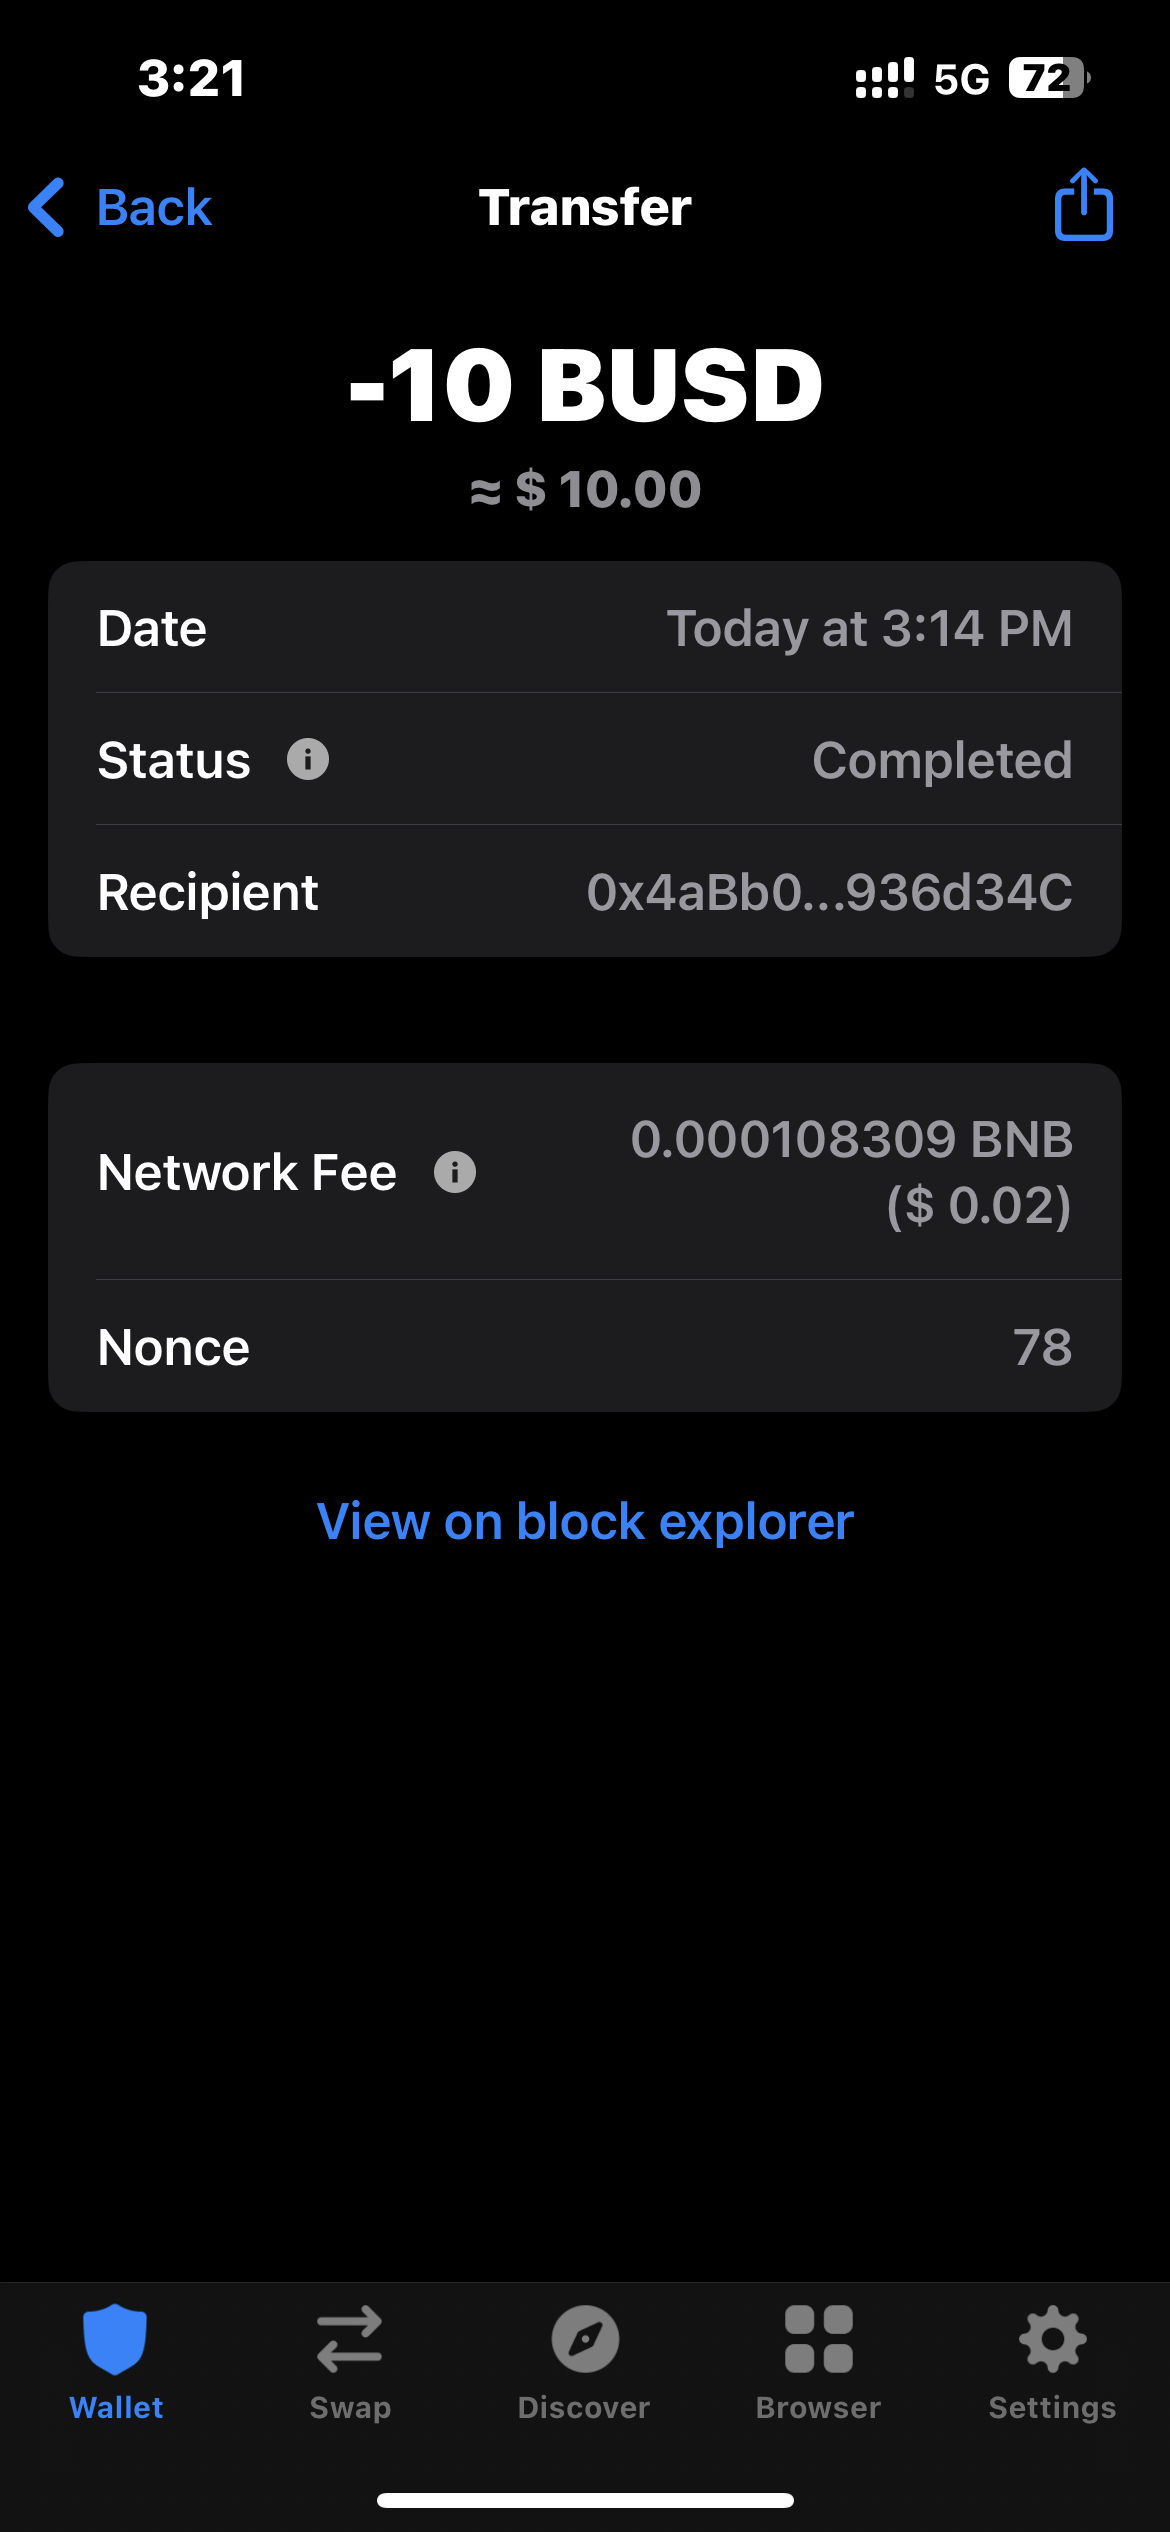 3:21
5G
72
Back
Transfer
-10 BUSD
≈ $ 10.00
Date
Today at 3:14 PM
Status
Completed
Recipient
0x4aBb0...936d34C
Network Fee
0.000108309 BNB
($ 0.02)
Nonce
78
View on block explorer
Wallet
Swap
Discover
Browser
Settings